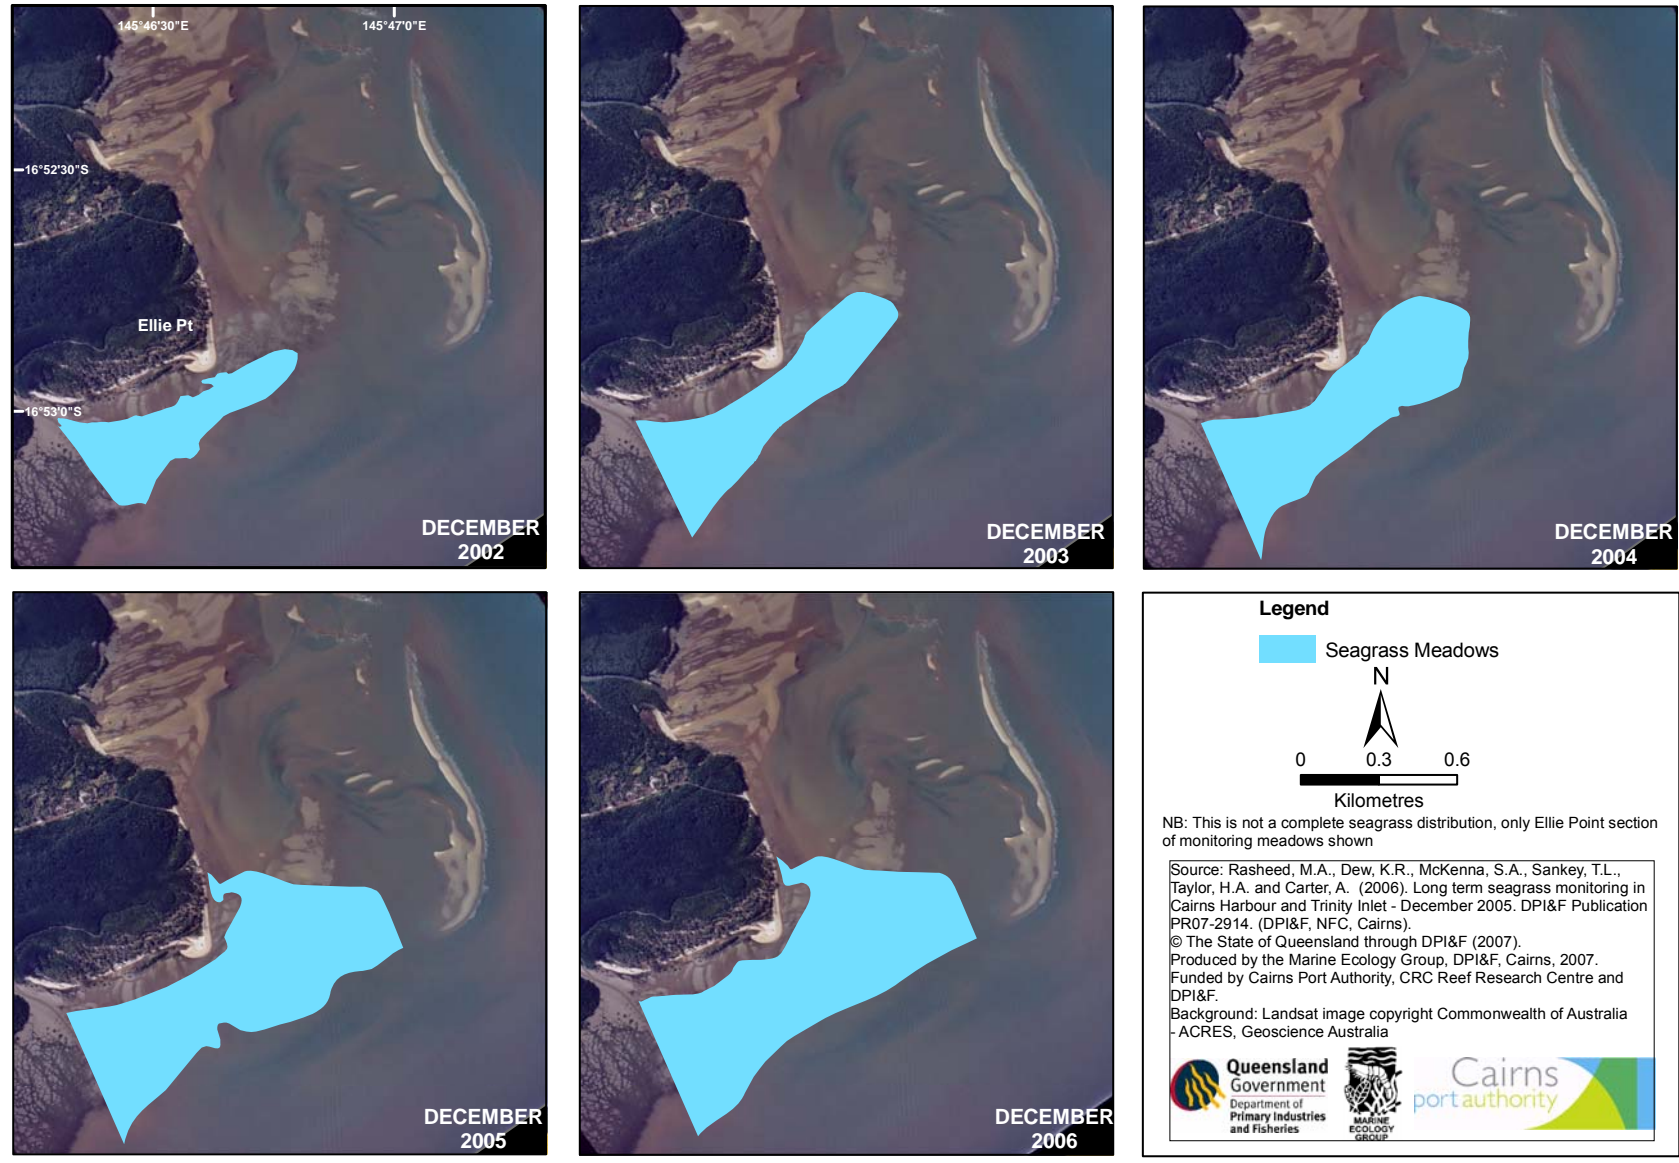 145°46'30"E
145°47'0"E
16°52'30"S
Ellie Pt
16°53'0"S
DECEMBER
2002
DECEMBER
2003
DECEMBER
2004
DECEMBER
2005
DECEMBER
2006
Legend
Seagrass Meadows
N
0 0.3 0.6
Kilometres
NB: This is not a complete seagrass distribution, only Ellie Point section
of monitoring meadows shown
Source: Rasheed, M.A., Dew, K.R., McKenna, S.A., Sankey, T.L.,
Taylor, H.A. and Carter, A. (2006). Long term seagrass monitoring in
Cairns Harbour and Trinity Inlet - December 2005. DPI&F Publication
PR07-2914. (DPI&F, NFC, Cairns).
© The State of Queensland through DPI&F (2007).
Produced by the Marine Ecology Group, DPI&F, Cairns, 2007.
Funded by Cairns Port Authority, CRC Reef Research Centre and
DPI&F.
Background: Landsat image copyright Commonwealth of Australia
- ACRES, Geoscience Australia
Queensland
Government
Department of
Primary Industries
and Fisheries
MARINE
ECOLOGY
GROUP
Cairns
port authority